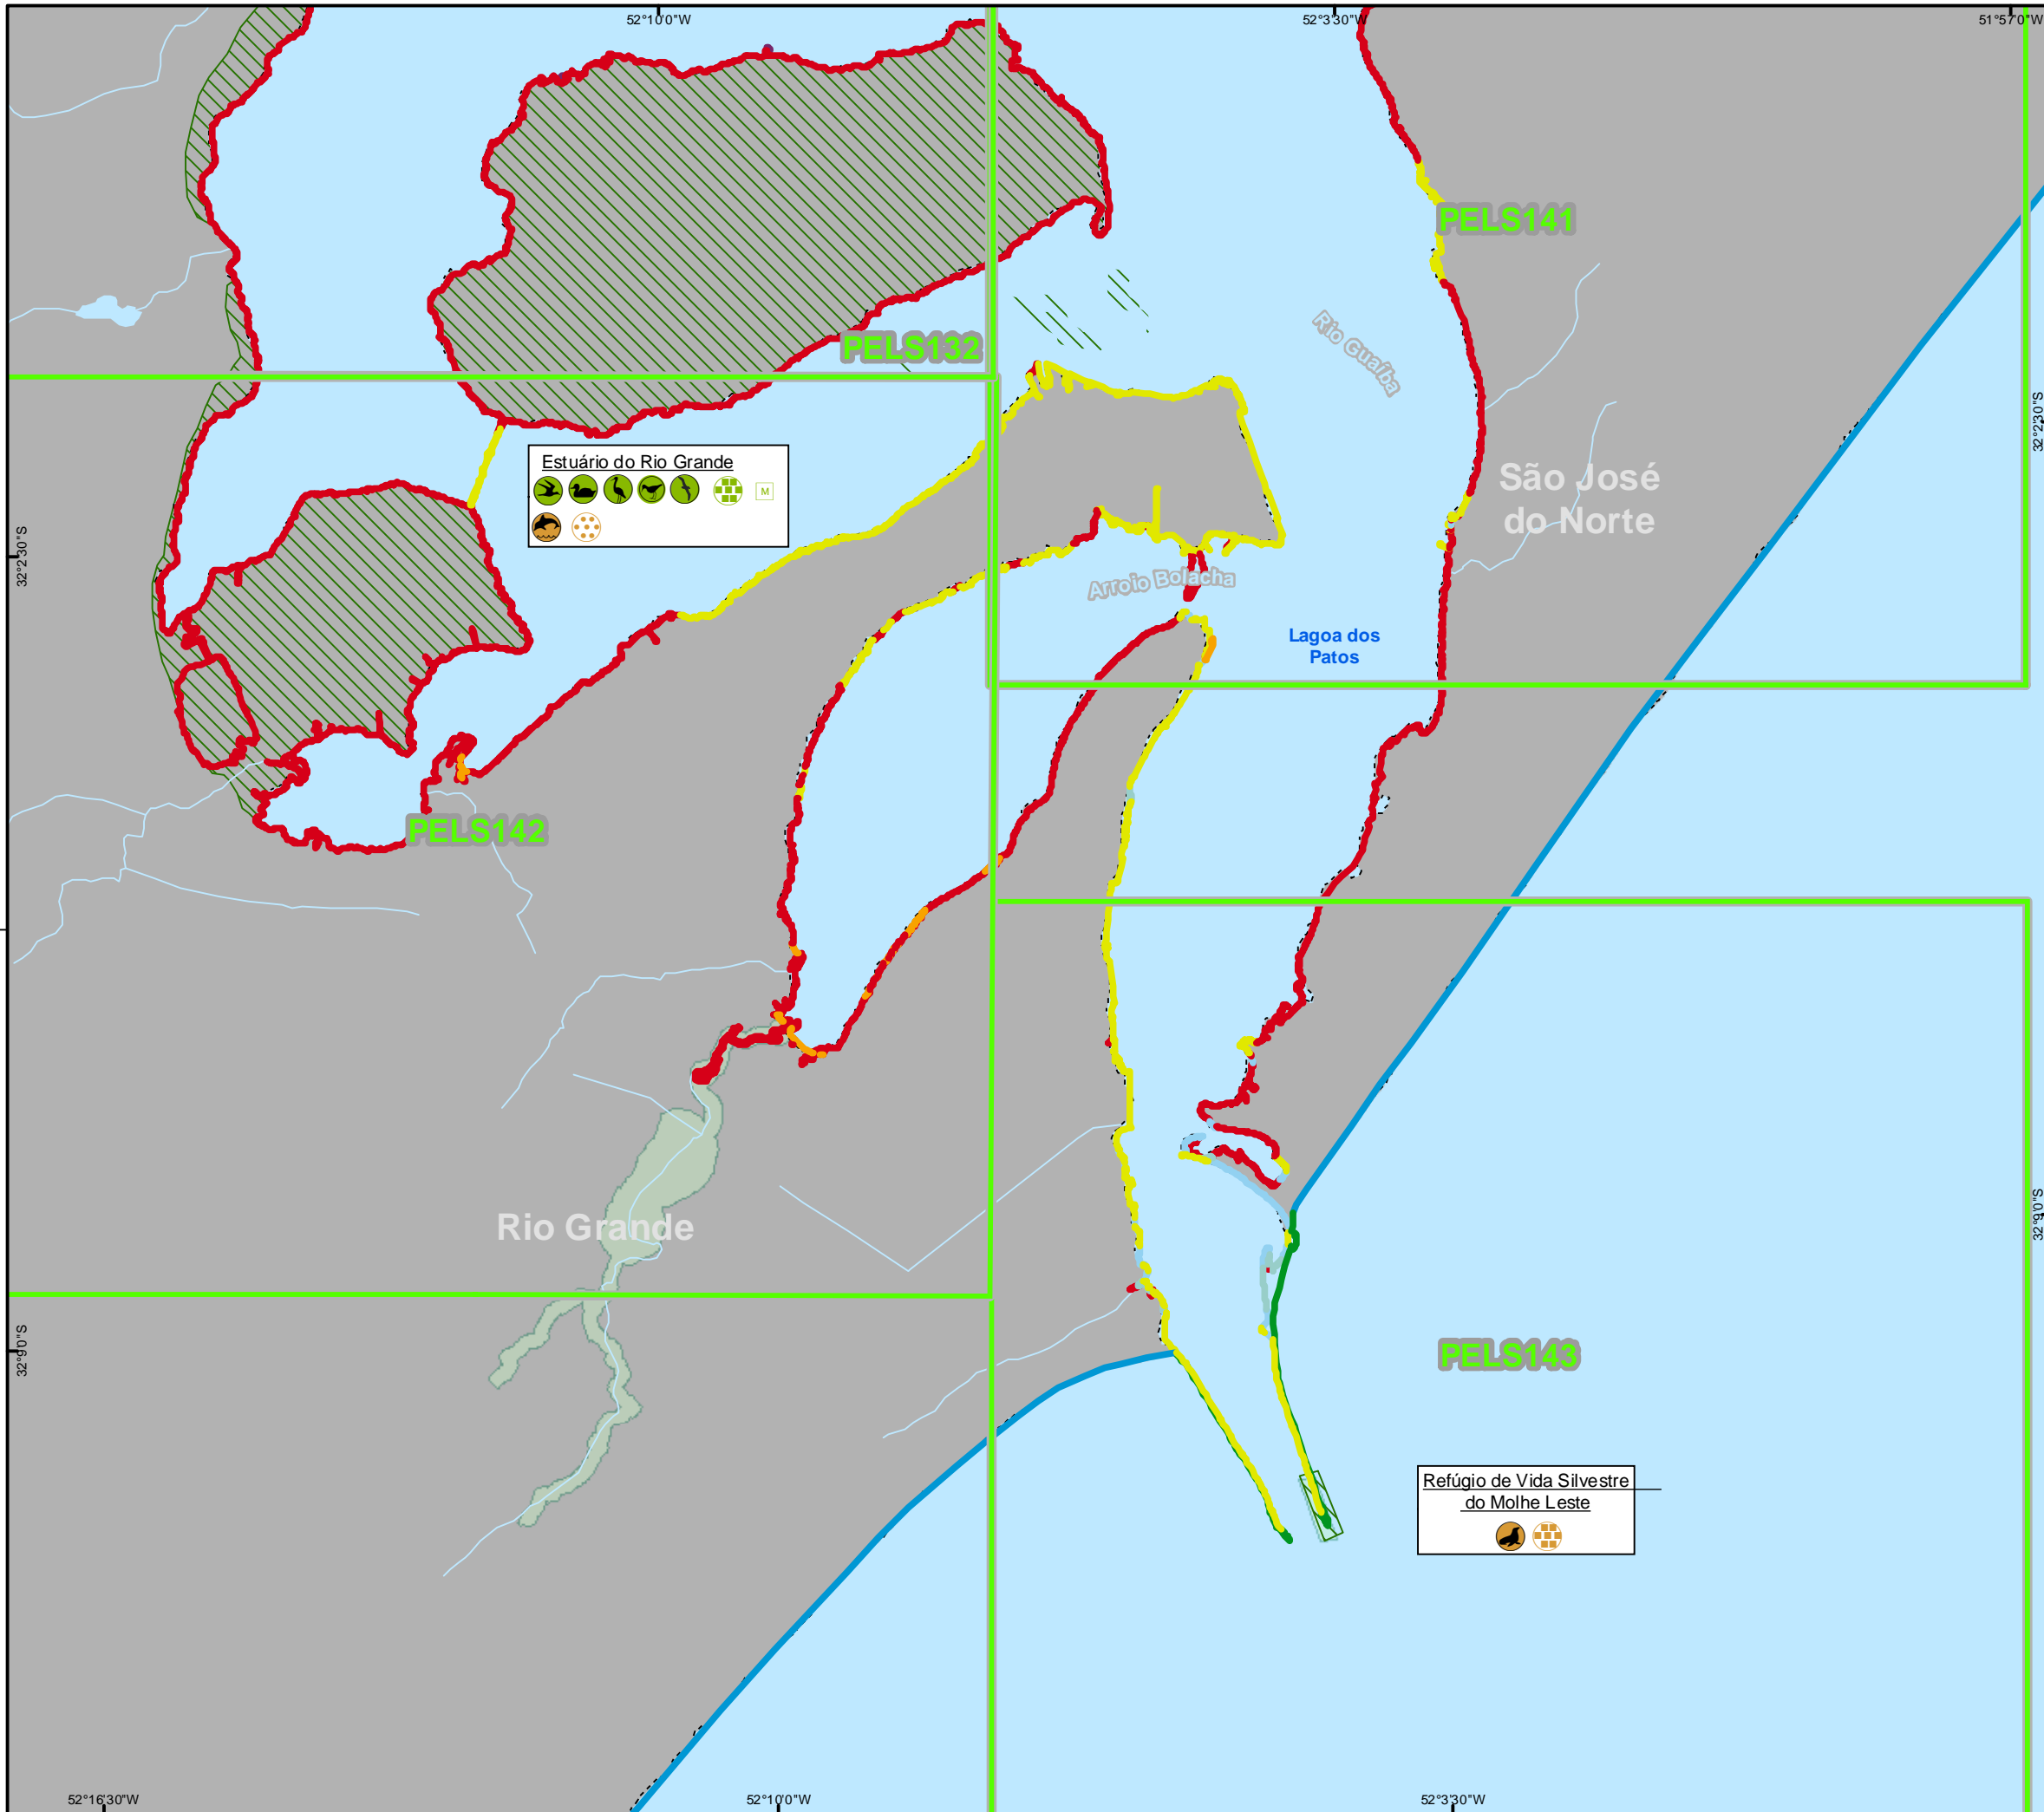 52°10'0"W
52°3'30"W
51°57'0"W
PELS141
Rio Guaíba
PELS132
32°2'30"S
Estuário do Rio Grande
M
São José
do Norte
32°2'30"S
Arroio Bolacha
Lagoa dos
Patos
PELS142
Rio Grande
32°9'0"S
32°9'0"S
PELS143
Refúgio de Vida Silvestre
do Molhe Leste
52°16'30"W
52°10'0"W
52°3'30"W